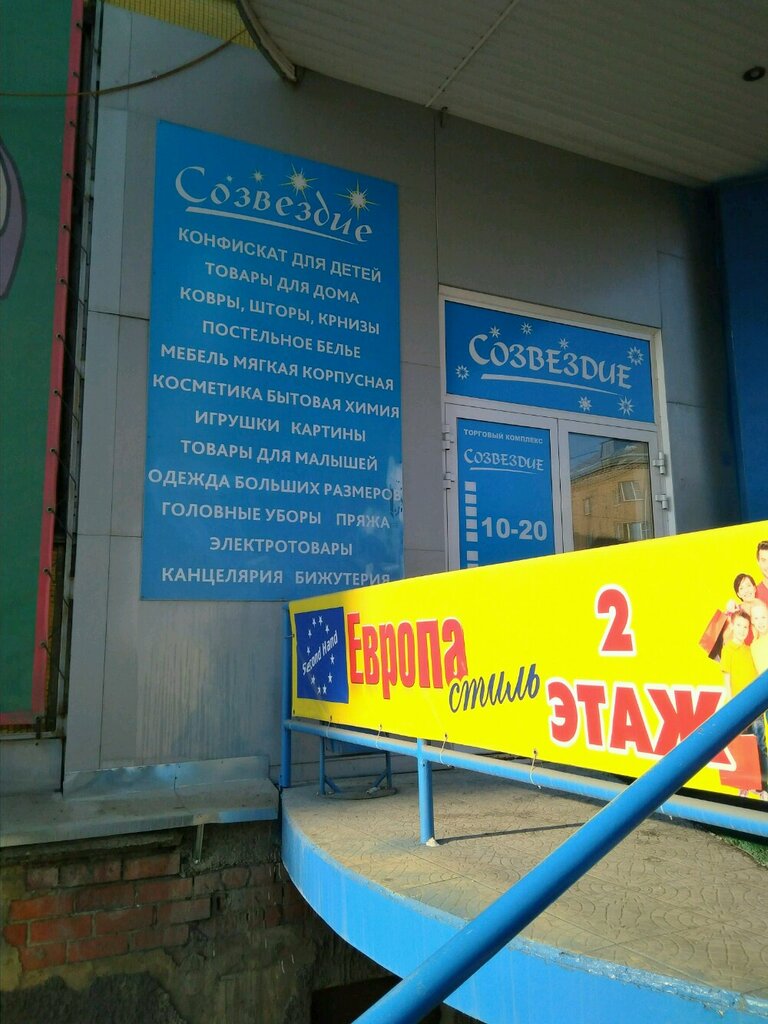 Созвездие
КОНФИСКАТ ДЛЯ ДЕТЕЙ
ТОВАРЫ ДЛЯ ДОМА
КОВРЫ, ШТОРЫ, КРНИЗЫ
ПОСТЕЛЬНОЕ БЕЛЬЕ
МЕБЕЛЬ МЯГКАЯ КОРПУСНАЯ
КОСМЕТИКА БЫТОВАЯ ХИМИЯ
ИГРУШКИ КАРТИНЫ
ТОВАРЫ ДЛЯ МАЛЫШЕЙ
ОДЕЖДА БОЛЬШИХ РАЗМЕРОВ
ГОЛОВНЫЕ УБОРЫ ПРЯЖА
ЭЛЕКТРОТОВАРЫ
КАНЦЕЛЯРИЯ БИЖУТЕРИЯ
СОЗВЕЗДИЕ
ТОРГОВЫЙ КОМПЛЕКС
СОЗВЕЗДИЕ
10-20
Second Hand
Европа
стиль
2
ЭТАЖ